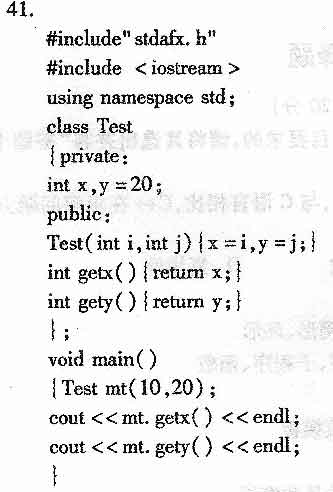 41.
#include" stdafx. h"
#include < iostream >
using namespace std;
class Test
{ private:
int x,y =20;
public:
Test( int i,int j) {x =i,y =j;}
int getx( ) {return x;}
int gety( ) {return y;}
} ;
void main( )
{Test mt(10,20) ;
cout << mt. getx( ) <<endl;
cout << mt. gety( ) <<endl;
}